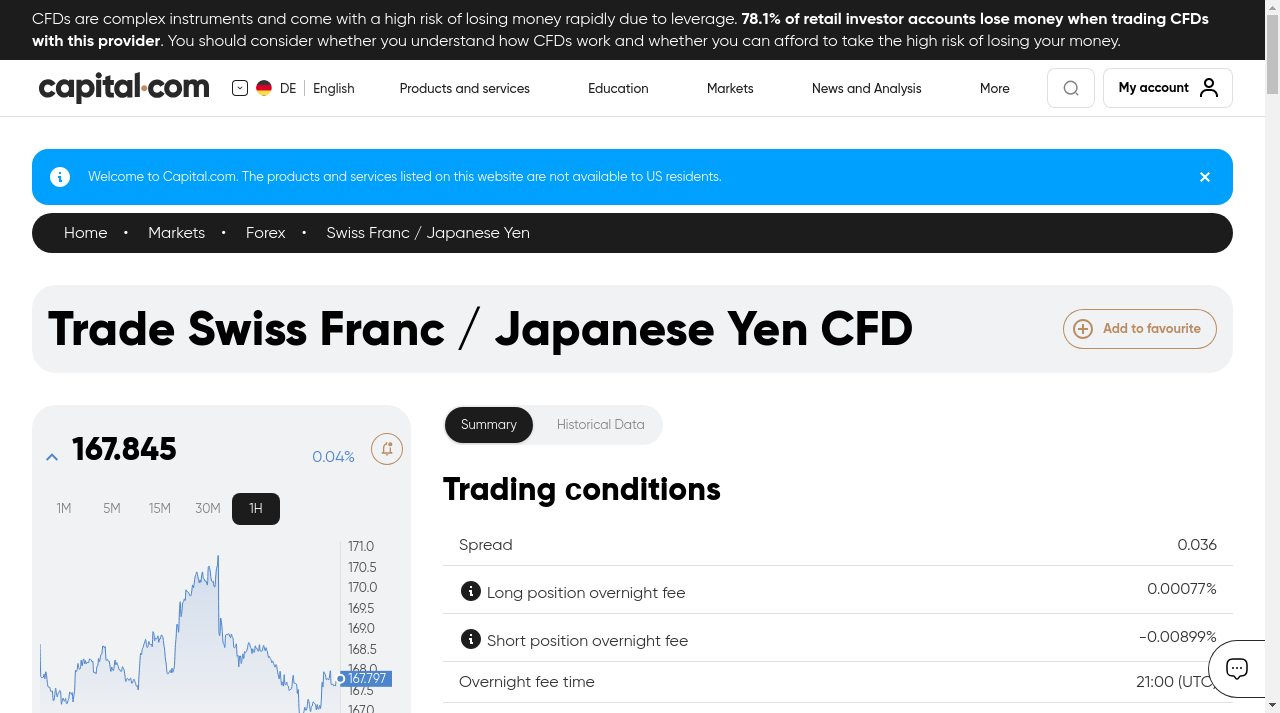 CFDs are complex instruments and come with a high risk of losing money rapidly due to leverage. 78.1% of retail investor accounts lose money when trading CFDs
with this provider. You should consider whether you understand how CFDs work and whether you can afford to take the high risk of losing your money.
capital.com DE English Products and services Education Markets News and Analysis More My account
Welcome to Capital.com. The products and services listed on this website are not available to US residents.
Home • Markets • Forex • Swiss Franc / Japanese Yen
Trade Swiss Franc / Japanese Yen CFD
Add to favourite
167.845 0.04%
1M 5M 15M 30M 1H
171.0
170.5
170.0
169.5
169.0
168.5
168.0
167.797
167.5
167.0
Summary Historical Data
Trading conditions
Spread 0.036
Long position overnight fee 0.00077%
Short position overnight fee -0.00899%
Overnight fee time 21:00 (UTC)